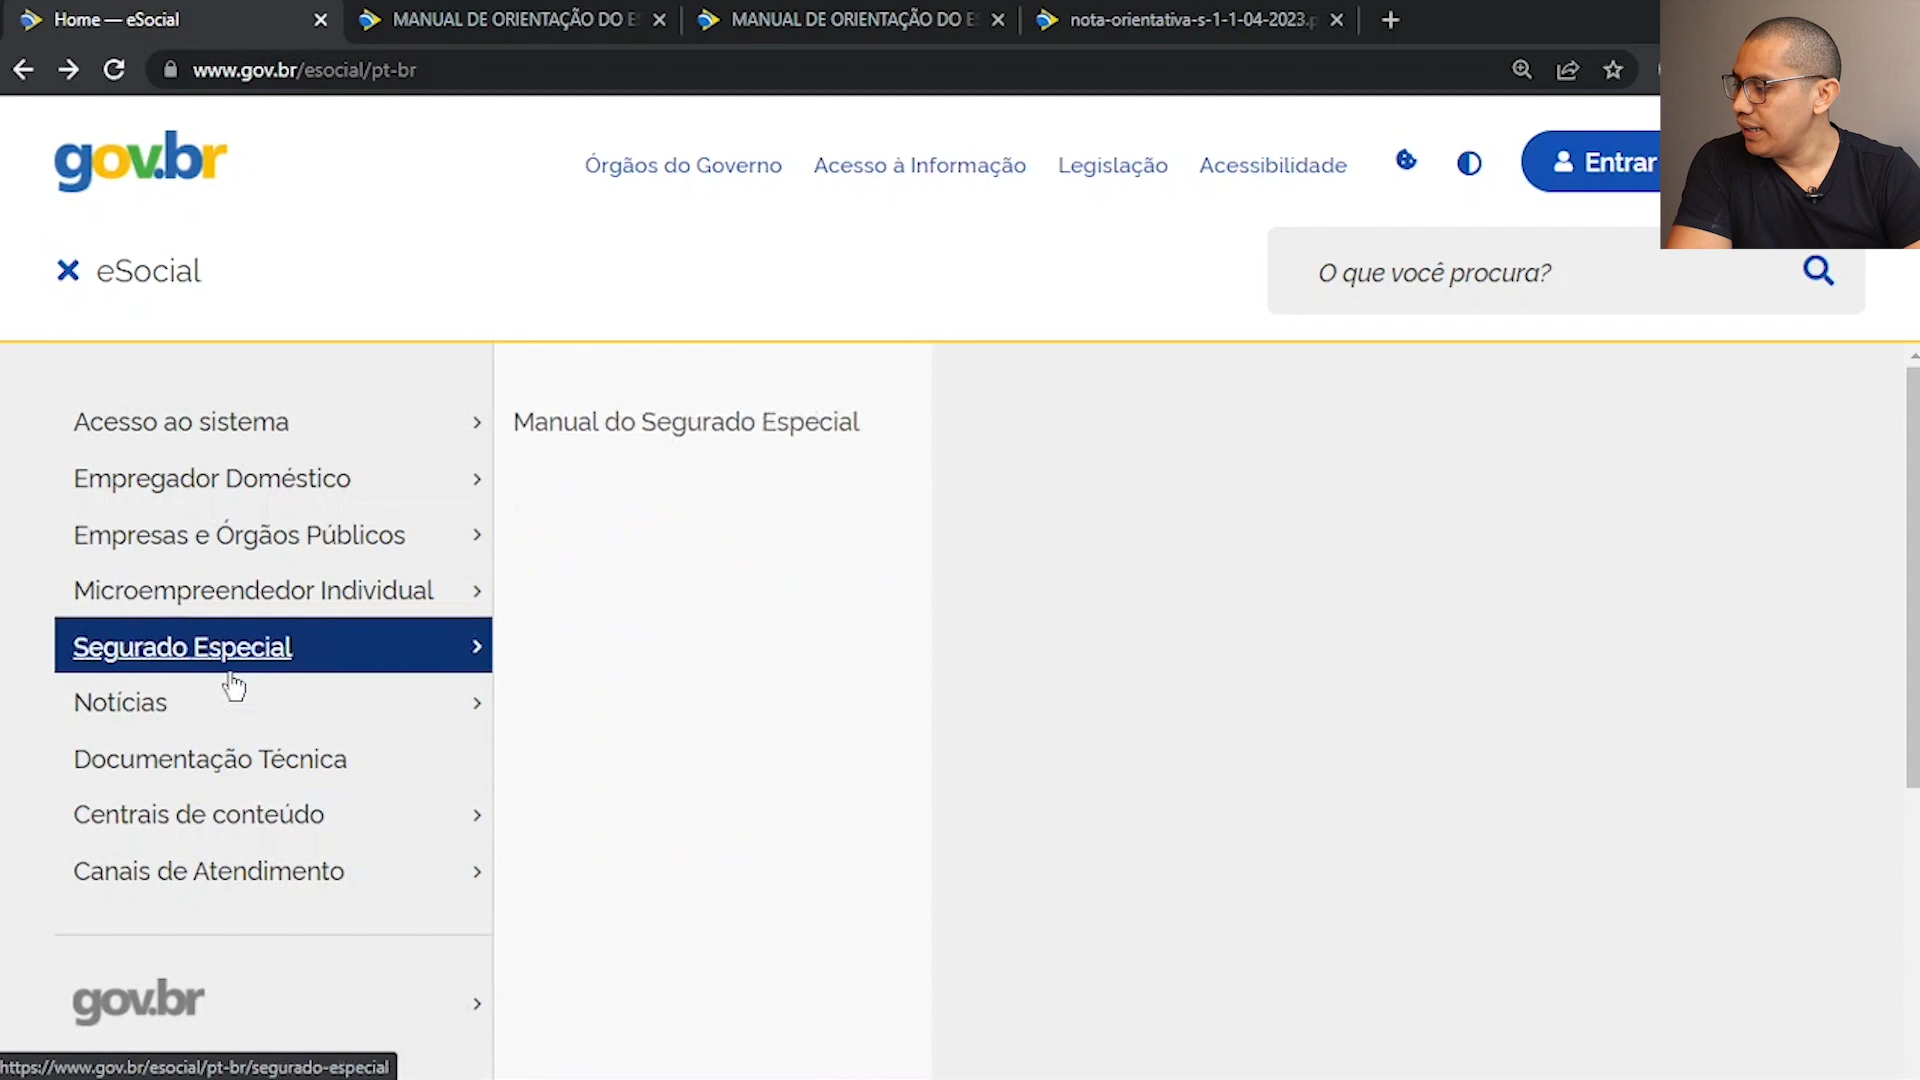 Home — eSocial
MANUAL DE ORIENTAÇÃO DO E
MANUAL DE ORIENTAÇÃO DO E
nota-orientativa-s-1-1-04-2023.p
www.gov.br/esocial/pt-br
gov.br
Órgãos do Governo
Acesso à Informação
Legislação
Acessibilidade
Entrar
eSocial
O que você procura?
Acesso ao sistema
Manual do Segurado Especial
Empregador Doméstico
Empresas e Órgãos Públicos
Microempreendedor Individual
Segurado Especial
Notícias
Documentação Técnica
Centrais de conteúdo
Canais de Atendimento
gov.br
https://www.gov.br/esocial/pt-br/segurado-especial